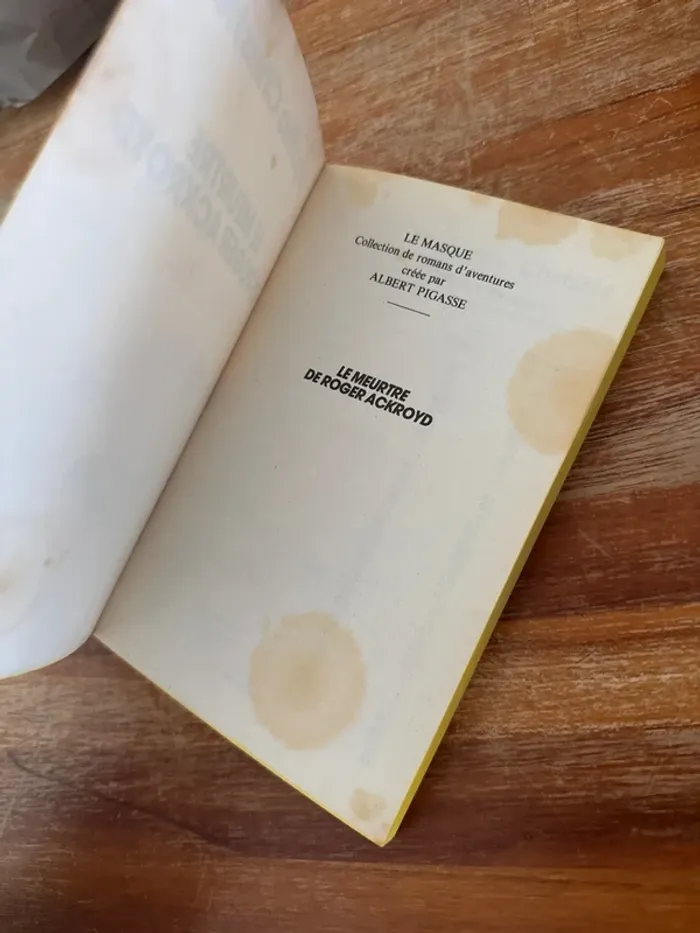 LE MASQUE
Collection de romans d'aventures
créée par
ALBERT PIGASSE
LE MEURTRE
DE ROGER ACKROYD